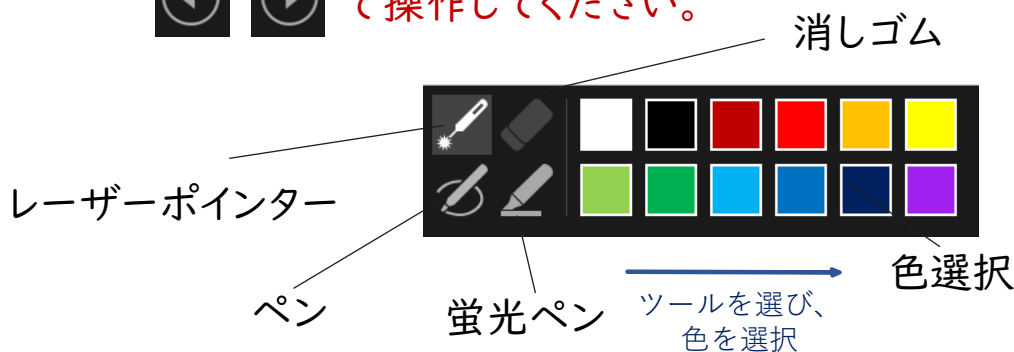 で操作してください。
消しゴム
レーザーポインター
ペン
蛍光ペン
ツールを選び、
色を選択
色選択